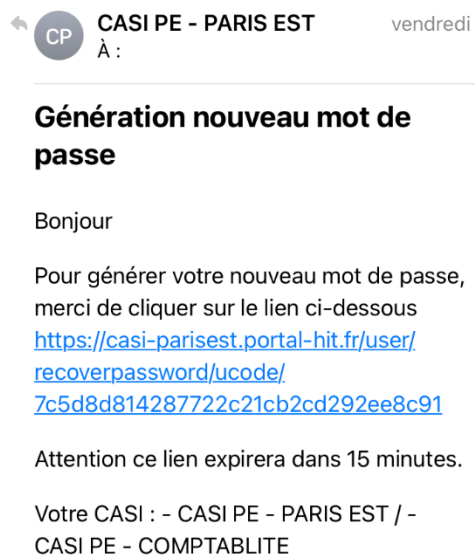 CP
CASI PE - PARIS EST
vendredi
À :
Génération nouveau mot de
passe
Bonjour
Pour générer votre nouveau mot de passe,
merci de cliquer sur le lien ci-dessous
https://casi-parisest.portal-hit.fr/user/
recoverpassword/ucode/
7c5d8d814287722c21cb2cd292ee8c91
Attention ce lien expirera dans 15 minutes.
Votre CASI : - CASI PE - PARIS EST / -
CASI PE - COMPTABLITE